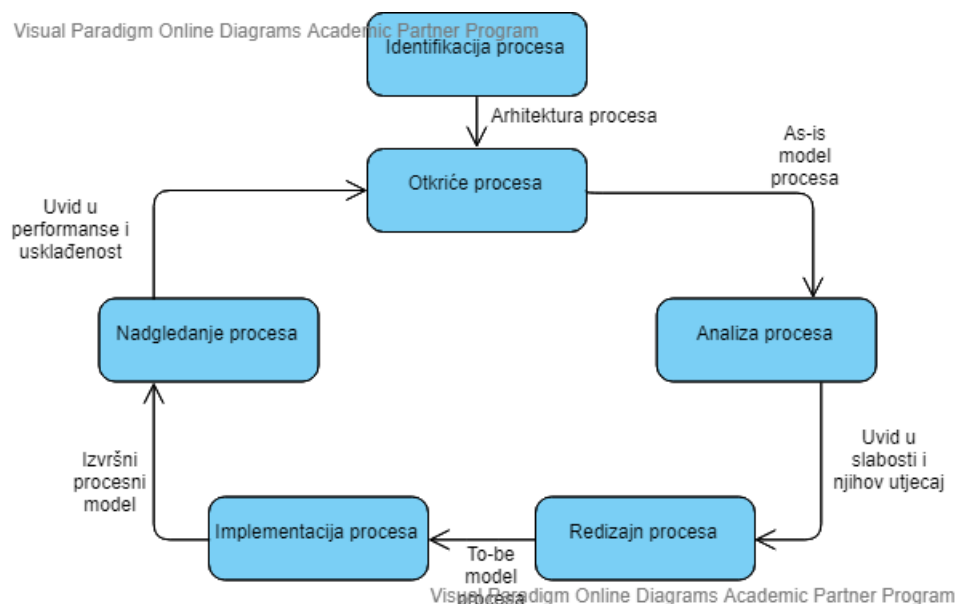 Visual Paradigm Online Diagrams Academic Partner Program
Identifikacija procesa
Arhitektura procesa
As-is
model
procesa
Otkriće procesa
Uvid u
performanse i
usklađenost
Nadgledanje procesa
Analiza procesa
Uvid u
slabosti i
njihov utjecaj
Izvršni
procesni
model
Implementacija procesa
Redizajn procesa
To-be
model
procesa
Visual Paradigm Online Diagrams Academic Partner Program